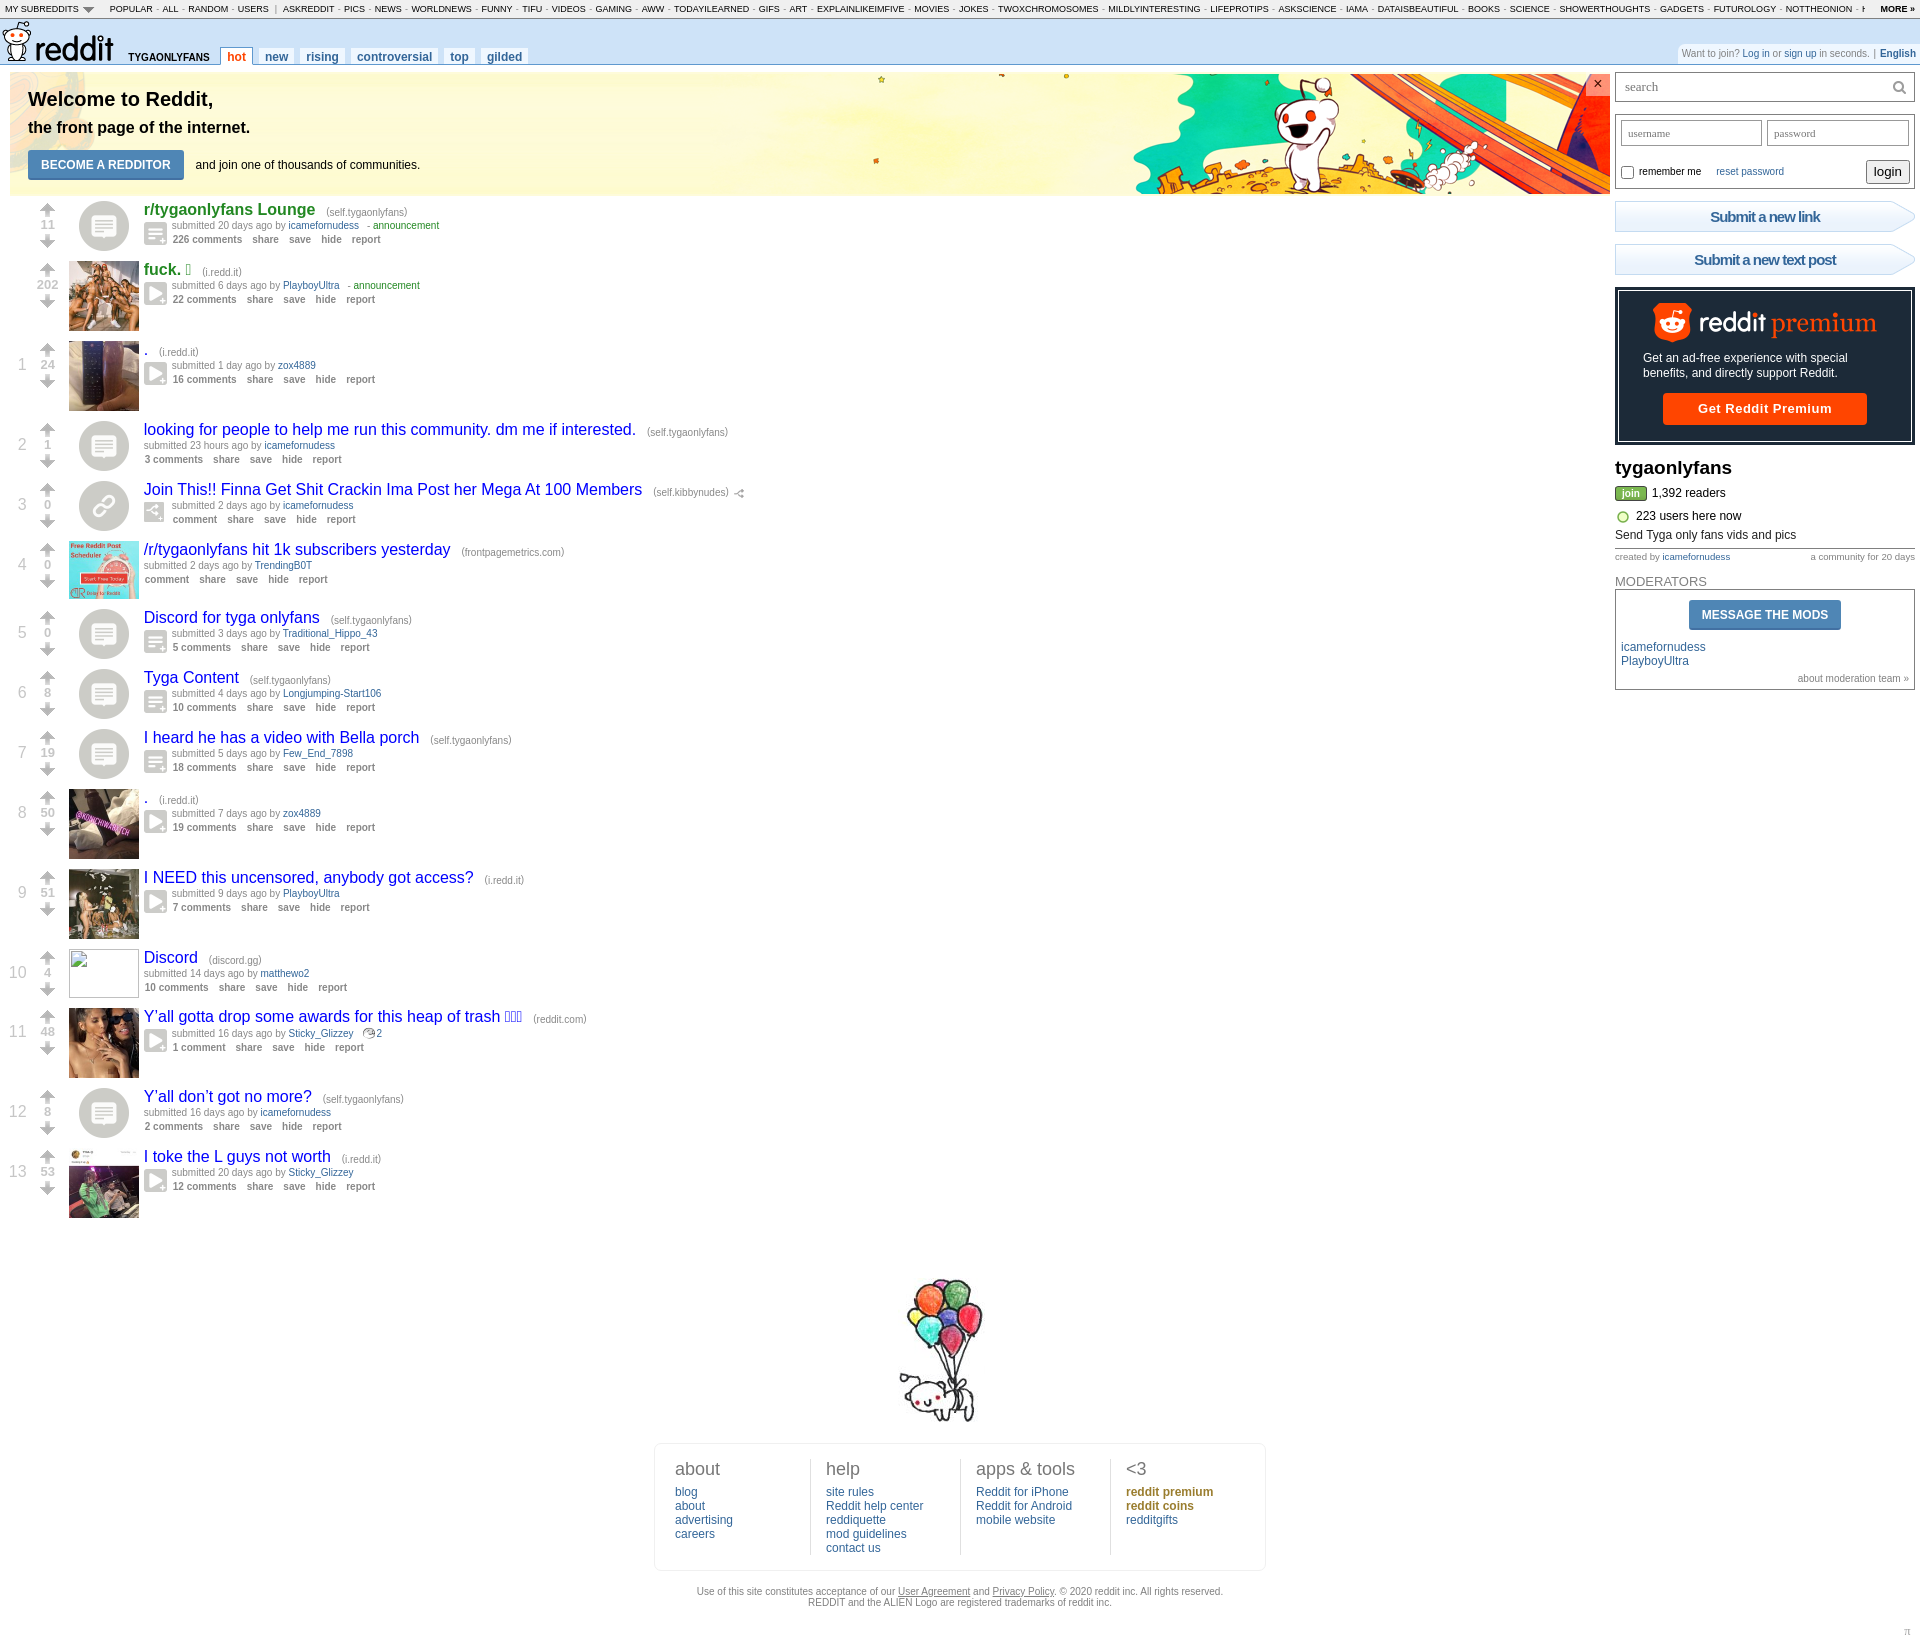 MY SUBREDDITS POPULAR - ALL - RANDOM - USERS | ASKREDDIT - PICS - NEWS - WORLDNEWS - FUNNY - TIFU - VIDEOS - GAMING - AWW - TODAYILEARNED - GIFS - ART - EXPLAINLIKEIMFIVE - MOVIES - JOKES - TWOXCHROMOSOMES - MILDLYINTERESTING - LIFEPROTIPS - ASKSCIENCE - IAMA - DATAISBEAUTIFUL - BOOKS - SCIENCE - SHOWERTHOUGHTS - GADGETS - FUTUROLOGY - NOTTHEONION - MORE »
reddit TYGAONLYFANS hot new rising controversial top gilded
Want to join? Log in or sign up in seconds. | English
Welcome to Reddit,
the front page of the internet.
BECOME A REDDITOR and join one of thousands of communities.
×
r/tygaonlyfans Lounge (self.tygaonlyfans)
11
submitted 20 days ago by icamefornudess - announcement
226 comments share save hide report
fuck. (i.redd.it)
202
submitted 6 days ago by PlayboyUltra - announcement
22 comments share save hide report
. (i.redd.it)
1 24
submitted 1 day ago by zox4889
16 comments share save hide report
looking for people to help me run this community. dm me if interested. (self.tygaonlyfans)
2 1
submitted 23 hours ago by icamefornudess
3 comments share save hide report
Join This!! Finna Get Shit Crackin Ima Post her Mega At 100 Members (self.kibbynudes)
3 0
submitted 2 days ago by icamefornudess
comment share save hide report
Free Reddit Post
Scheduler
Start Free Today
/r/tygaonlyfans hit 1k subscribers yesterday (frontpagemetrics.com)
4 0
submitted 2 days ago by TrendingB0T
comment share save hide report
Discord for tyga onlyfans (self.tygaonlyfans)
5 0
submitted 3 days ago by Traditional_Hippo_43
5 comments share save hide report
Tyga Content (self.tygaonlyfans)
6 8
submitted 4 days ago by Longjumping-Start106
10 comments share save hide report
I heard he has a video with Bella porch (self.tygaonlyfans)
7 19
submitted 5 days ago by Few_End_7898
18 comments share save hide report
. (i.redd.it)
8 50
submitted 7 days ago by zox4889
19 comments share save hide report
I NEED this uncensored, anybody got access? (i.redd.it)
9 51
submitted 9 days ago by PlayboyUltra
7 comments share save hide report
Discord (discord.gg)
10 4
submitted 14 days ago by matthewo2
10 comments share save hide report
Y'all gotta drop some awards for this heap of trash (reddit.com)
11 48
submitted 16 days ago by Sticky_Glizzey 2
1 comment share save hide report
Y'all don't got no more? (self.tygaonlyfans)
12 8
submitted 16 days ago by icamefornudess
2 comments share save hide report
I toke the L guys not worth (i.redd.it)
13 53
submitted 20 days ago by Sticky_Glizzey
12 comments share save hide report
search
username password
remember me reset password login
Submit a new link
Submit a new text post
reddit premium
Get an ad-free experience with special
benefits, and directly support Reddit.
Get Reddit Premium
tygaonlyfans
join 1,392 readers
223 users here now
Send Tyga only fans vids and pics
created by icamefornudess a community for 20 days
MODERATORS
MESSAGE THE MODS
icamefornudess
PlayboyUltra
about moderation team »
about
blog
about
advertising
careers
help
site rules
Reddit help center
reddiquette
mod guidelines
contact us
apps & tools
Reddit for iPhone
Reddit for Android
mobile website
<3
reddit premium
reddit coins
redditgifts
Use of this site constitutes acceptance of our User Agreement and Privacy Policy. © 2020 reddit inc. All rights reserved.
REDDIT and the ALIEN Logo are registered trademarks of reddit inc.
π